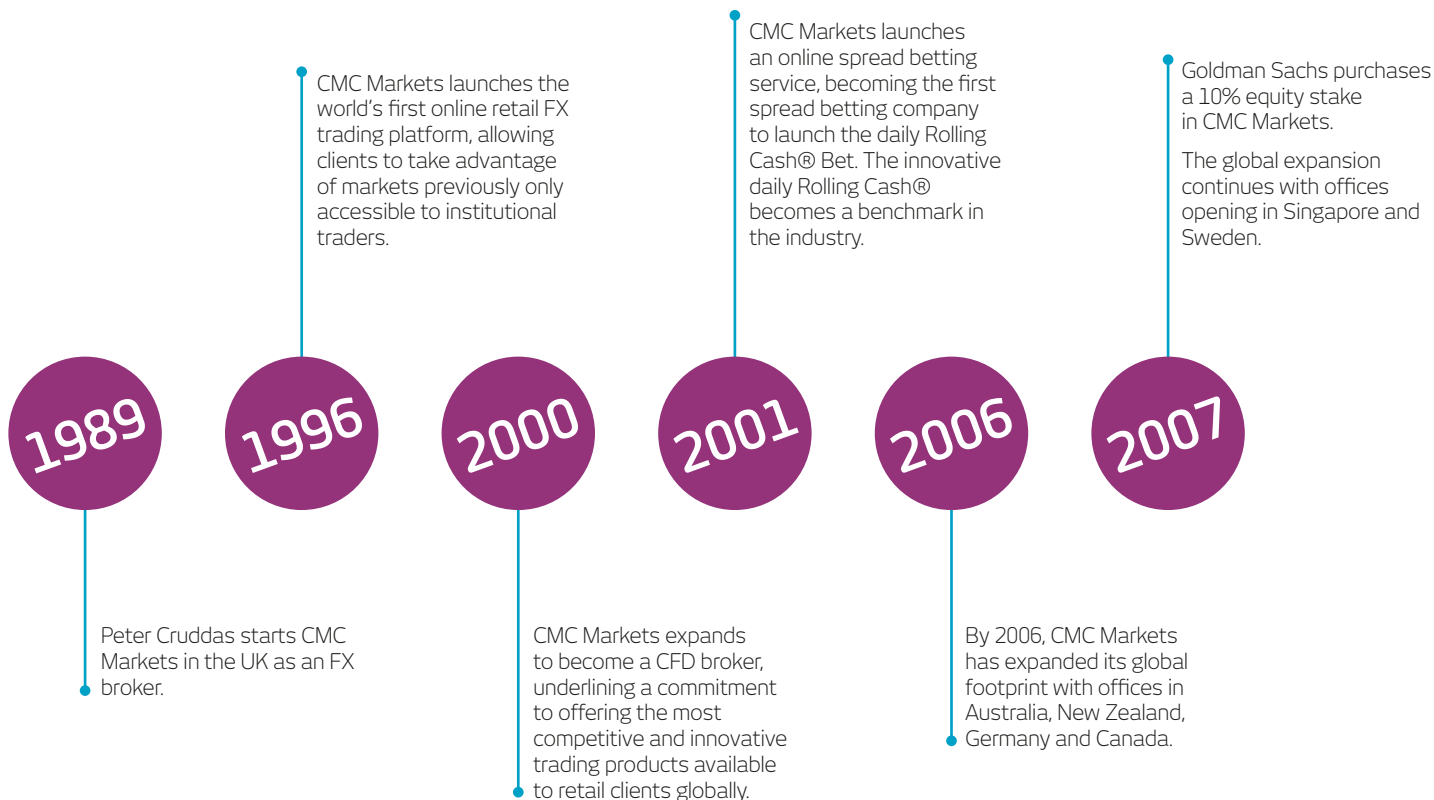 CMC Markets launches the
world's first online retail FX
trading platform, allowing
clients to take advantage
of markets previously only
accessible to institutional
traders.
CMC Markets launches
an online spread betting
service, becoming the first
spread betting company
to launch the daily Rolling
Cash® Bet. The innovative
daily Rolling Cash®
becomes a benchmark in
the industry.
Goldman Sachs purchases
a 10% equity stake
in CMC Markets.
The global expansion
continues with offices
opening in Singapore and
Sweden.
1989
1996
2000
2001
2006
2007
Peter Cruddas starts CMC
Markets in the UK as an FX
broker.
CMC Markets expands
to become a CFD broker,
underlining a commitment
to offering the most
competitive and innovative
trading products available
to retail clients globally.
By 2006, CMC Markets
has expanded its global
footprint with offices in
Australia, New Zealand,
Germany and Canada.